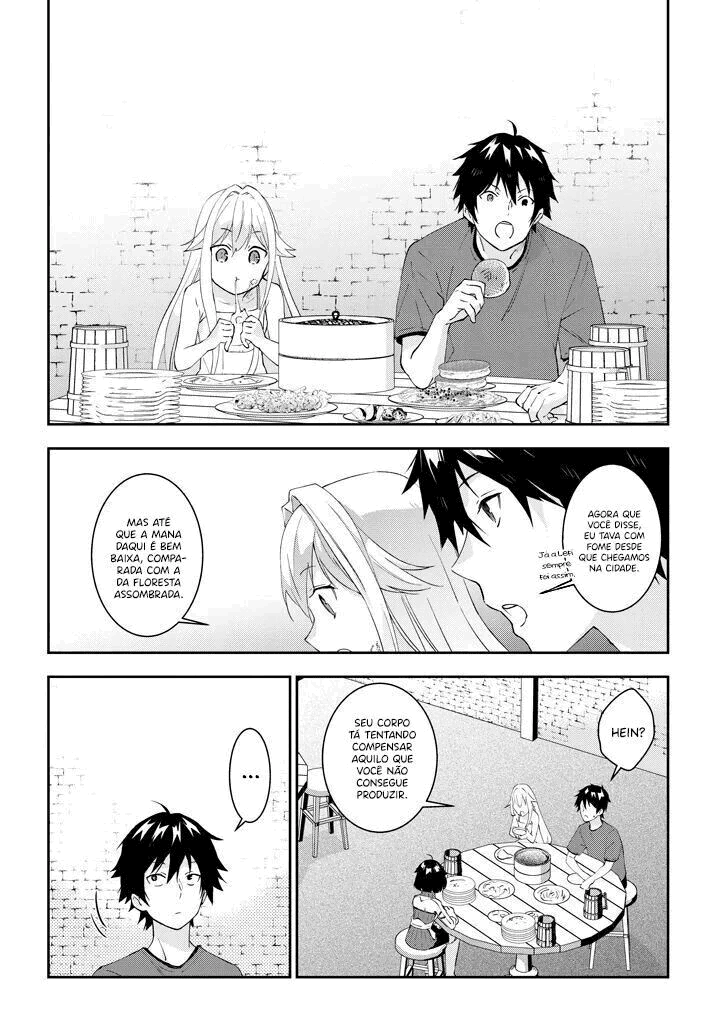 AGORA QUE
VOCÊ DISSE,
EU TAVA COM
FOME DESDE
QUE CHEGAMOS
NA CIDADE.
Já a Lefi
sempre
foi assim.
MAS ATÉ
QUE A MANA
DAQUI É BEM
BAIXA, COMPA-
RADA COM A
DA FLORESTA
ASSOMBRADA.
HEIN?
SEU CORPO
TÁ TENTANDO
COMPENSAR
AQUILO QUE
VOCÊ NÃO
CONSEGUE
PRODUZIR.
...